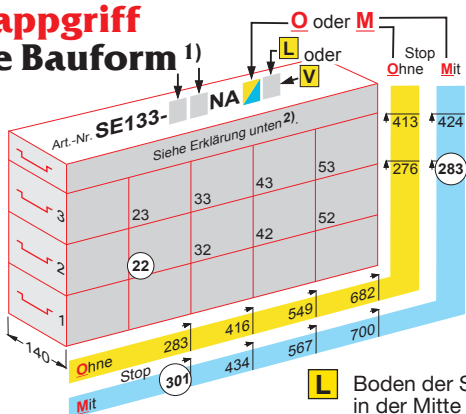 appgriff
e Bauform 1)
O oder M
L oder
V
Stop
Ohne Mit
Art.-Nr. SE133- NA
Siehe Erklärung unten 2).
413 424
276 283
3 23 33 43 53
2 22 32 42 52
1
140
Ohne 283 416 549 682
Stop
Mit 301 434 567 700
L Boden der S
in der Mitte